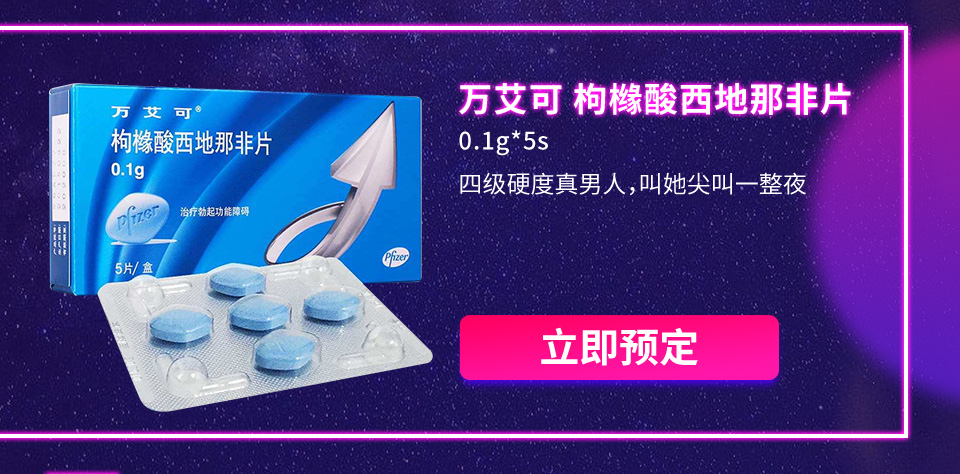 万艾可 枸橼酸西地那非片
0.1g*5s
四级硬度真男人,叫她尖叫一整夜
立即预定
万艾可®
枸橼酸西地那非片
0.1g
Pfizer
治疗勃起功能障碍
5片/盒
Pfizer